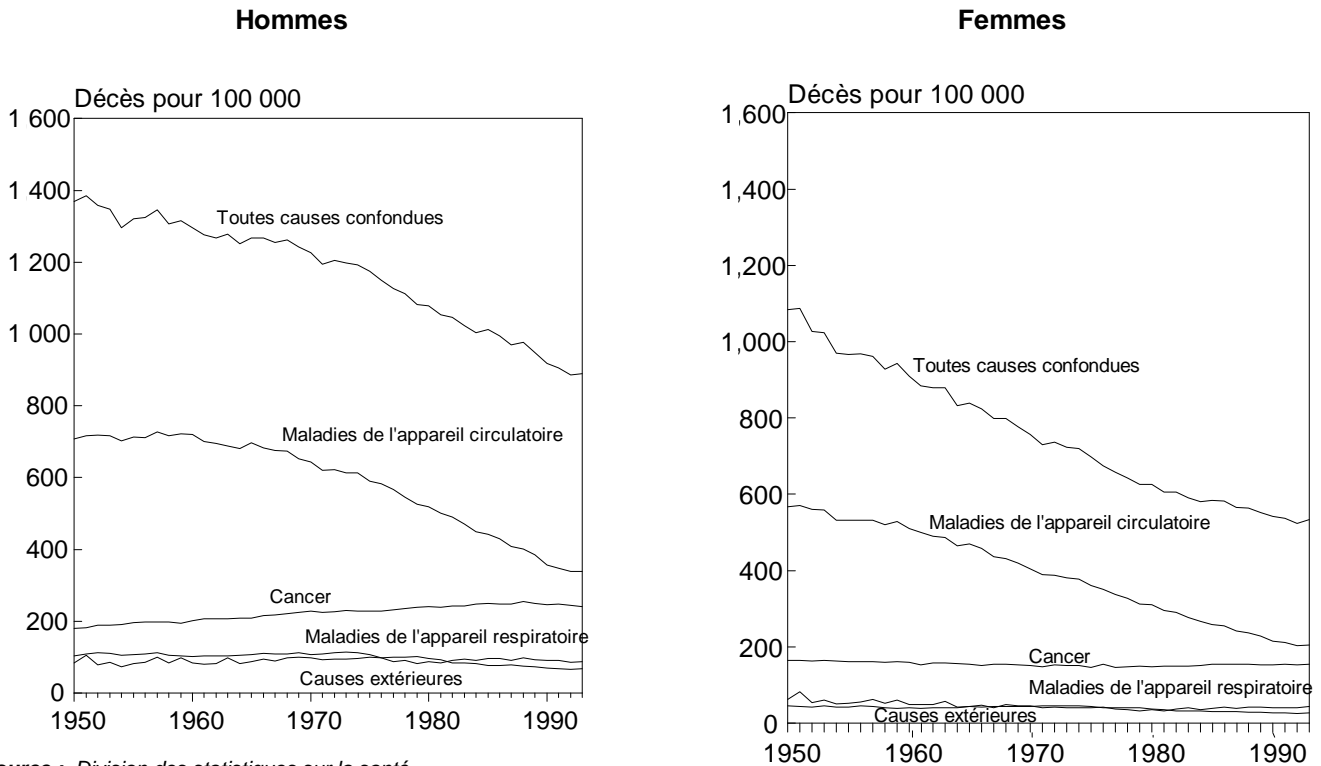 Hommes
Décès pour 100 000
1 600
1 400
1 200
1 000
800
600
400
200
0
Toutes causes confondues
Maladies de l'appareil circulatoire
Cancer
Maladies de l'appareil respiratoire
Causes extérieures
1950 1960 1970 1980 1990
Femmes
Décès pour 100 000
1,600
1,400
1,200
1,000
800
600
400
200
0
Toutes causes confondues
Maladies de l'appareil circulatoire
Cancer
Maladies de l'appareil respiratoire
Causes extérieures
1950 1960 1970 1980 1990